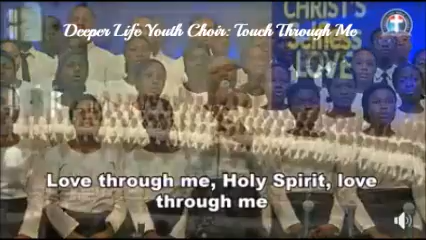 Deeper Life Youth Choir: Touch Through Me
CHRIST'S
Selfless
LOVE
Love through me, Holy Spirit, love
through me